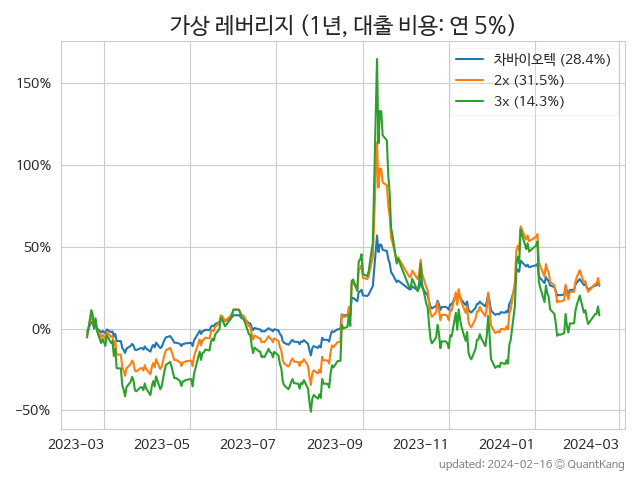 가상 레버리지 (1년, 대출 비용: 연 5%)
차바이오텍 (28.4%)
2x (31.5%)
3x (14.3%)
150%
100%
50%
0%
−50%
2023−03 2023−05 2023−07 2023−09 2023−11 2024−01 2024−03
updated: 2024-02-16 © QuantKang